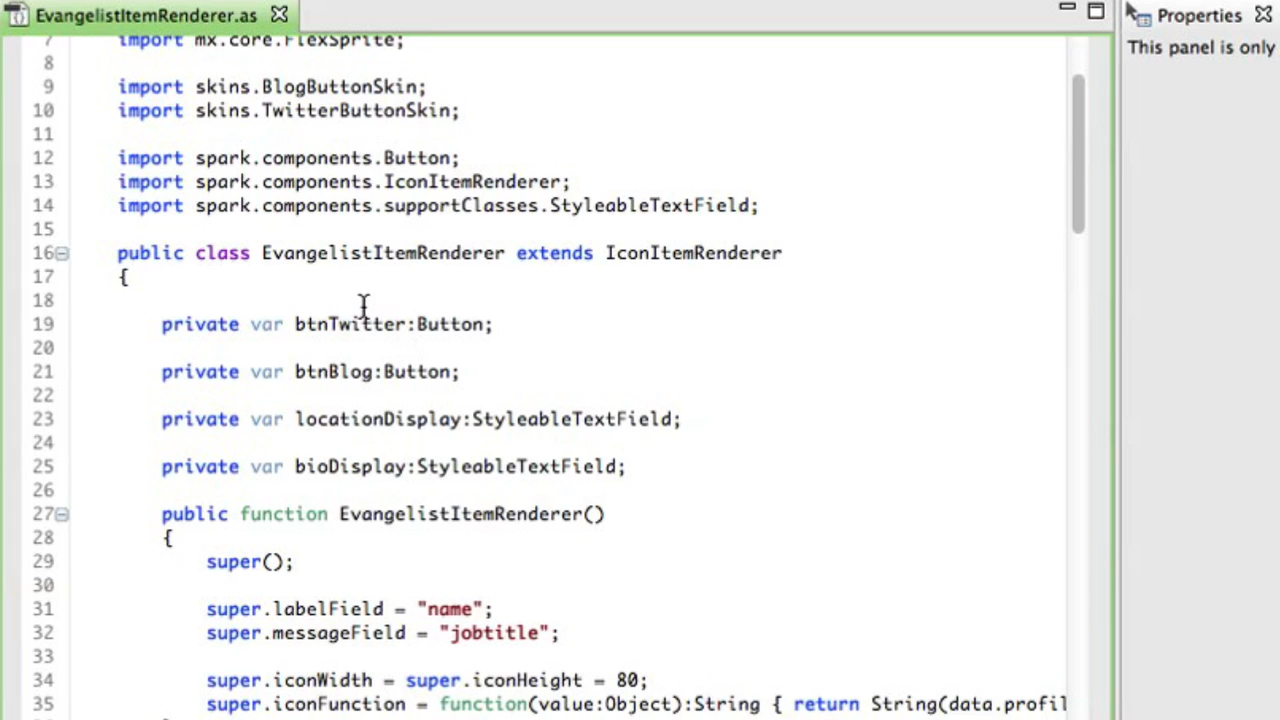 EvangelistItemRenderer.as
Properties
This panel is only
7 import mx.core.FlexSprite;
8
9 import skins.BlogButtonSkin;
10 import skins.TwitterButtonSkin;
11
12 import spark.components.Button;
13 import spark.components.IconItemRenderer;
14 import spark.components.supportClasses.StyleableTextField;
15
16 public class EvangelistItemRenderer extends IconItemRenderer
17 {
18
19 private var btnTwitter:Button;
20
21 private var btnBlog:Button;
22
23 private var locationDisplay:StyleableTextField;
24
25 private var bioDisplay:StyleableTextField;
26
27 public function EvangelistItemRenderer()
28 {
29 super();
30
31 super.labelField = "name";
32 super.messageField = "jobtitle";
33
34 super.iconWidth = super.iconHeight = 80;
35 super.iconFunction = function(value:Object):String { return String(data.profil